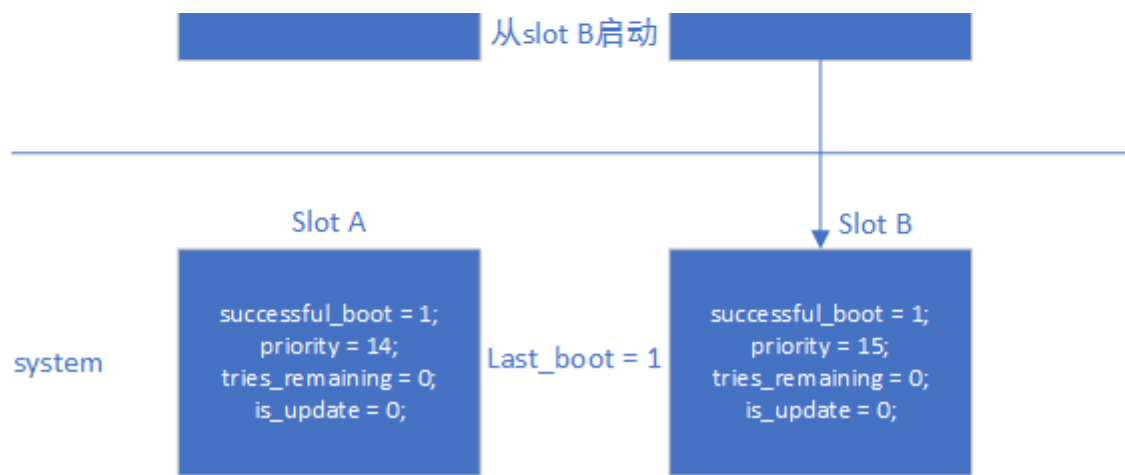 从slot B启动
Slot A
Slot B
system
successful_boot = 1;
priority = 14;
tries_remaining = 0;
is_update = 0;
Last_boot = 1
successful_boot = 1;
priority = 15;
tries_remaining = 0;
is_update = 0;